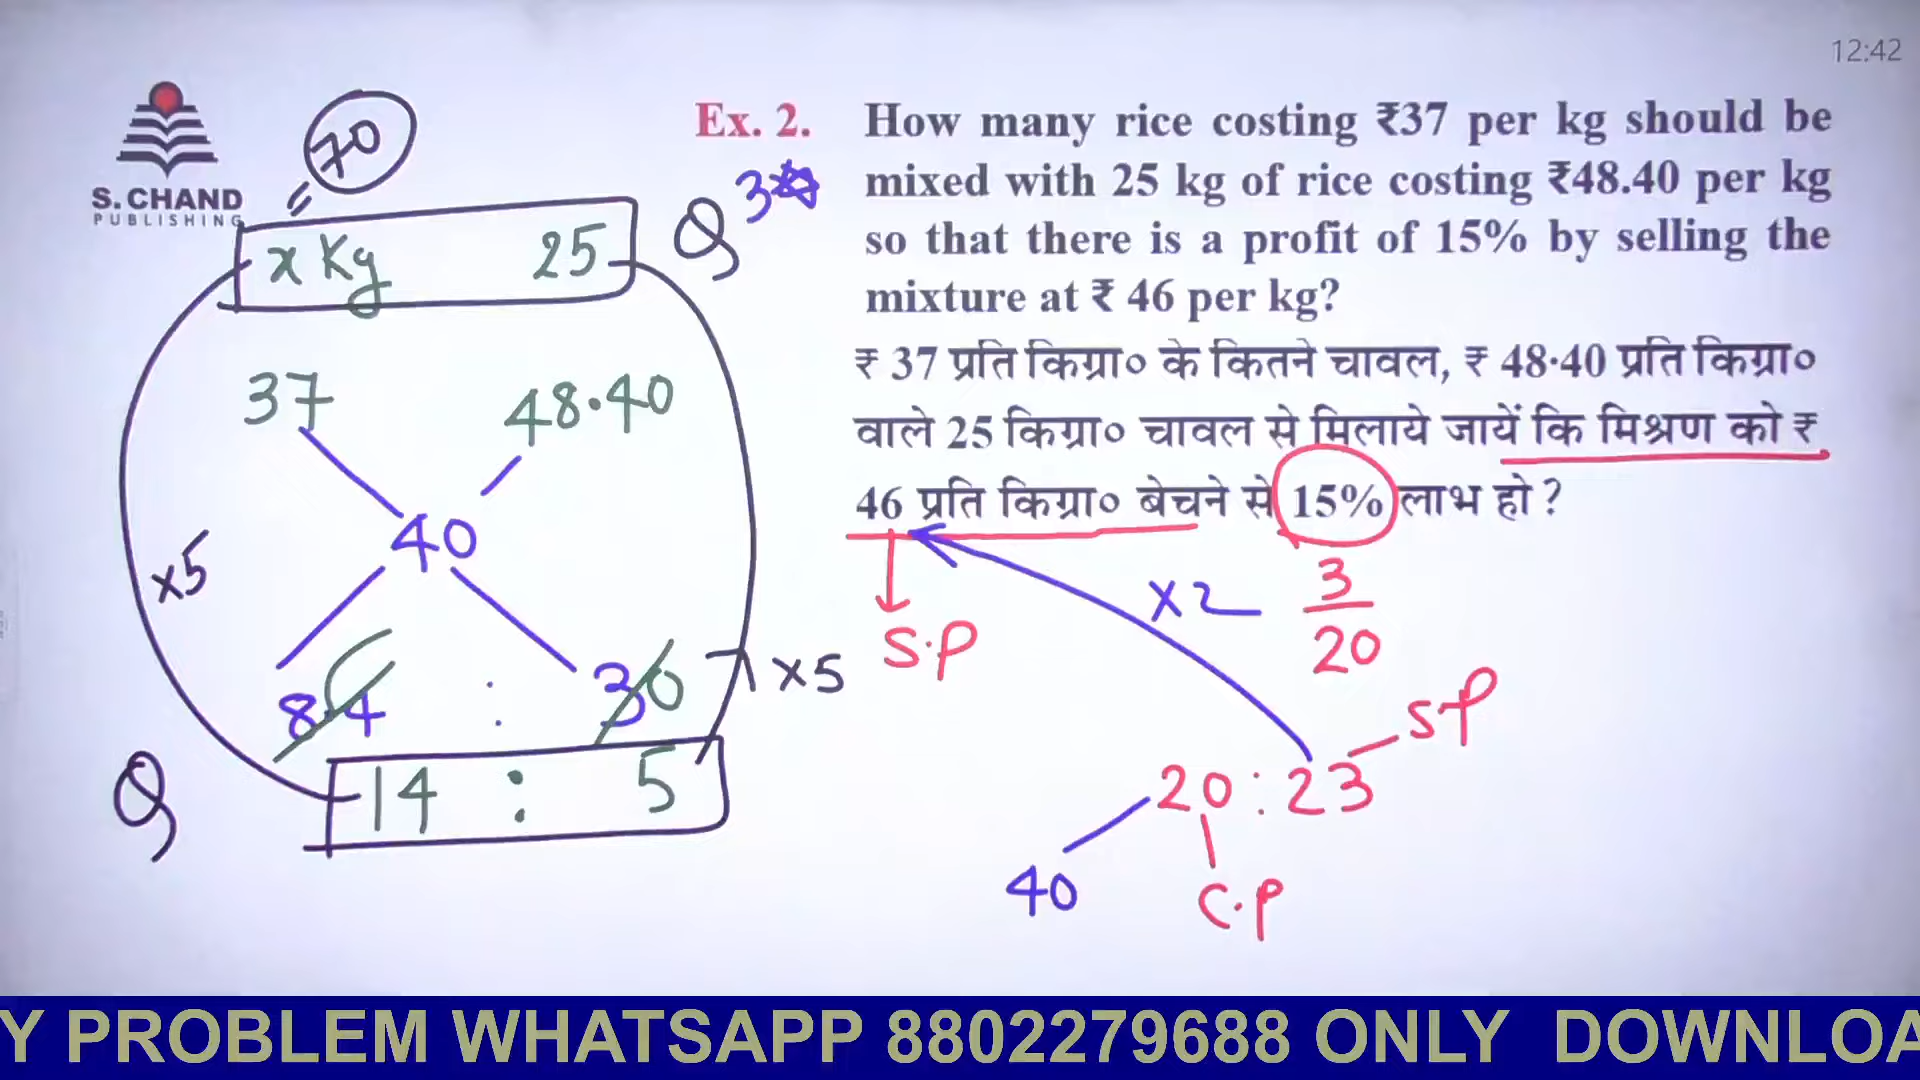 12:42
S. CHAND
PUBLISHING
70
x Kg 25
Q 3
37 48.40
40
x5
8.4 : 36
x5
Q
14 : 5
Ex. 2. How many rice costing ₹37 per kg should be
mixed with 25 kg of rice costing ₹48.40 per kg
so that there is a profit of 15% by selling the
mixture at ₹ 46 per kg?
₹ 37 प्रति किग्रा० के कितने चावल, ₹ 48·40 प्रति किग्रा०
वाले 25 किग्रा० चावल से मिलाये जायें कि मिश्रण को ₹
46 प्रति किग्रा० बेचने से 15% लाभ हो ?
S.P
x2
3
20
SP
20 : 23
40
C.P
Y PROBLEM WHATSAPP 8802279688 ONLY DOWNLOA